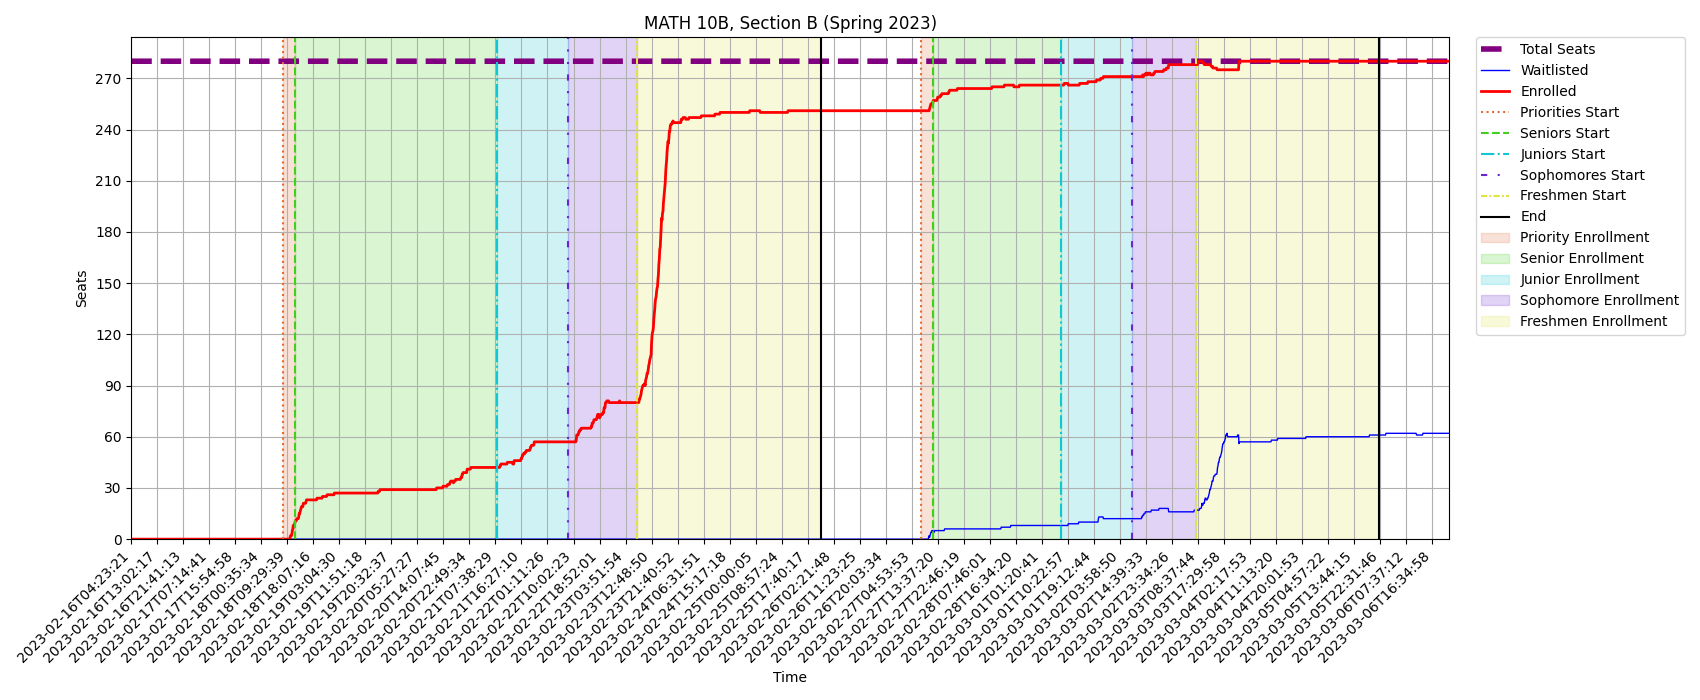 MATH 10B, Section B (Spring 2023)
Seats
270
240
210
180
150
120
90
60
30
0
2023-02-16T04:23:21
2023-02-16T13:02:17
2023-02-16T21:41:13
2023-02-17T07:14:41
2023-02-17T15:54:58
2023-02-18T00:35:34
2023-02-18T09:29:39
2023-02-18T18:07:16
2023-02-19T03:04:30
2023-02-19T11:51:18
2023-02-19T20:32:37
2023-02-20T05:27:27
2023-02-20T14:07:45
2023-02-20T22:49:34
2023-02-21T07:38:29
2023-02-21T16:27:10
2023-02-22T01:11:26
2023-02-22T10:02:23
2023-02-22T18:52:01
2023-02-23T03:51:54
2023-02-23T12:48:50
2023-02-23T21:40:52
2023-02-24T06:31:51
2023-02-24T15:17:18
2023-02-25T00:00:05
2023-02-25T08:57:24
2023-02-25T17:40:17
2023-02-26T02:21:48
2023-02-26T11:23:25
2023-02-26T20:03:34
2023-02-27T04:53:53
2023-02-27T13:37:20
2023-02-27T22:46:19
2023-02-28T07:46:01
2023-02-28T16:34:20
2023-03-01T01:20:41
2023-03-01T10:22:57
2023-03-01T19:12:44
2023-03-02T03:58:50
2023-03-02T14:39:33
2023-03-02T23:34:26
2023-03-03T08:37:44
2023-03-03T17:29:58
2023-03-04T02:17:53
2023-03-04T11:13:20
2023-03-04T20:01:53
2023-03-05T04:57:22
2023-03-05T13:44:15
2023-03-05T22:31:46
2023-03-06T07:37:12
2023-03-06T16:34:58
Time
Total Seats
Waitlisted
Enrolled
Priorities Start
Seniors Start
Juniors Start
Sophomores Start
Freshmen Start
End
Priority Enrollment
Senior Enrollment
Junior Enrollment
Sophomore Enrollment
Freshmen Enrollment